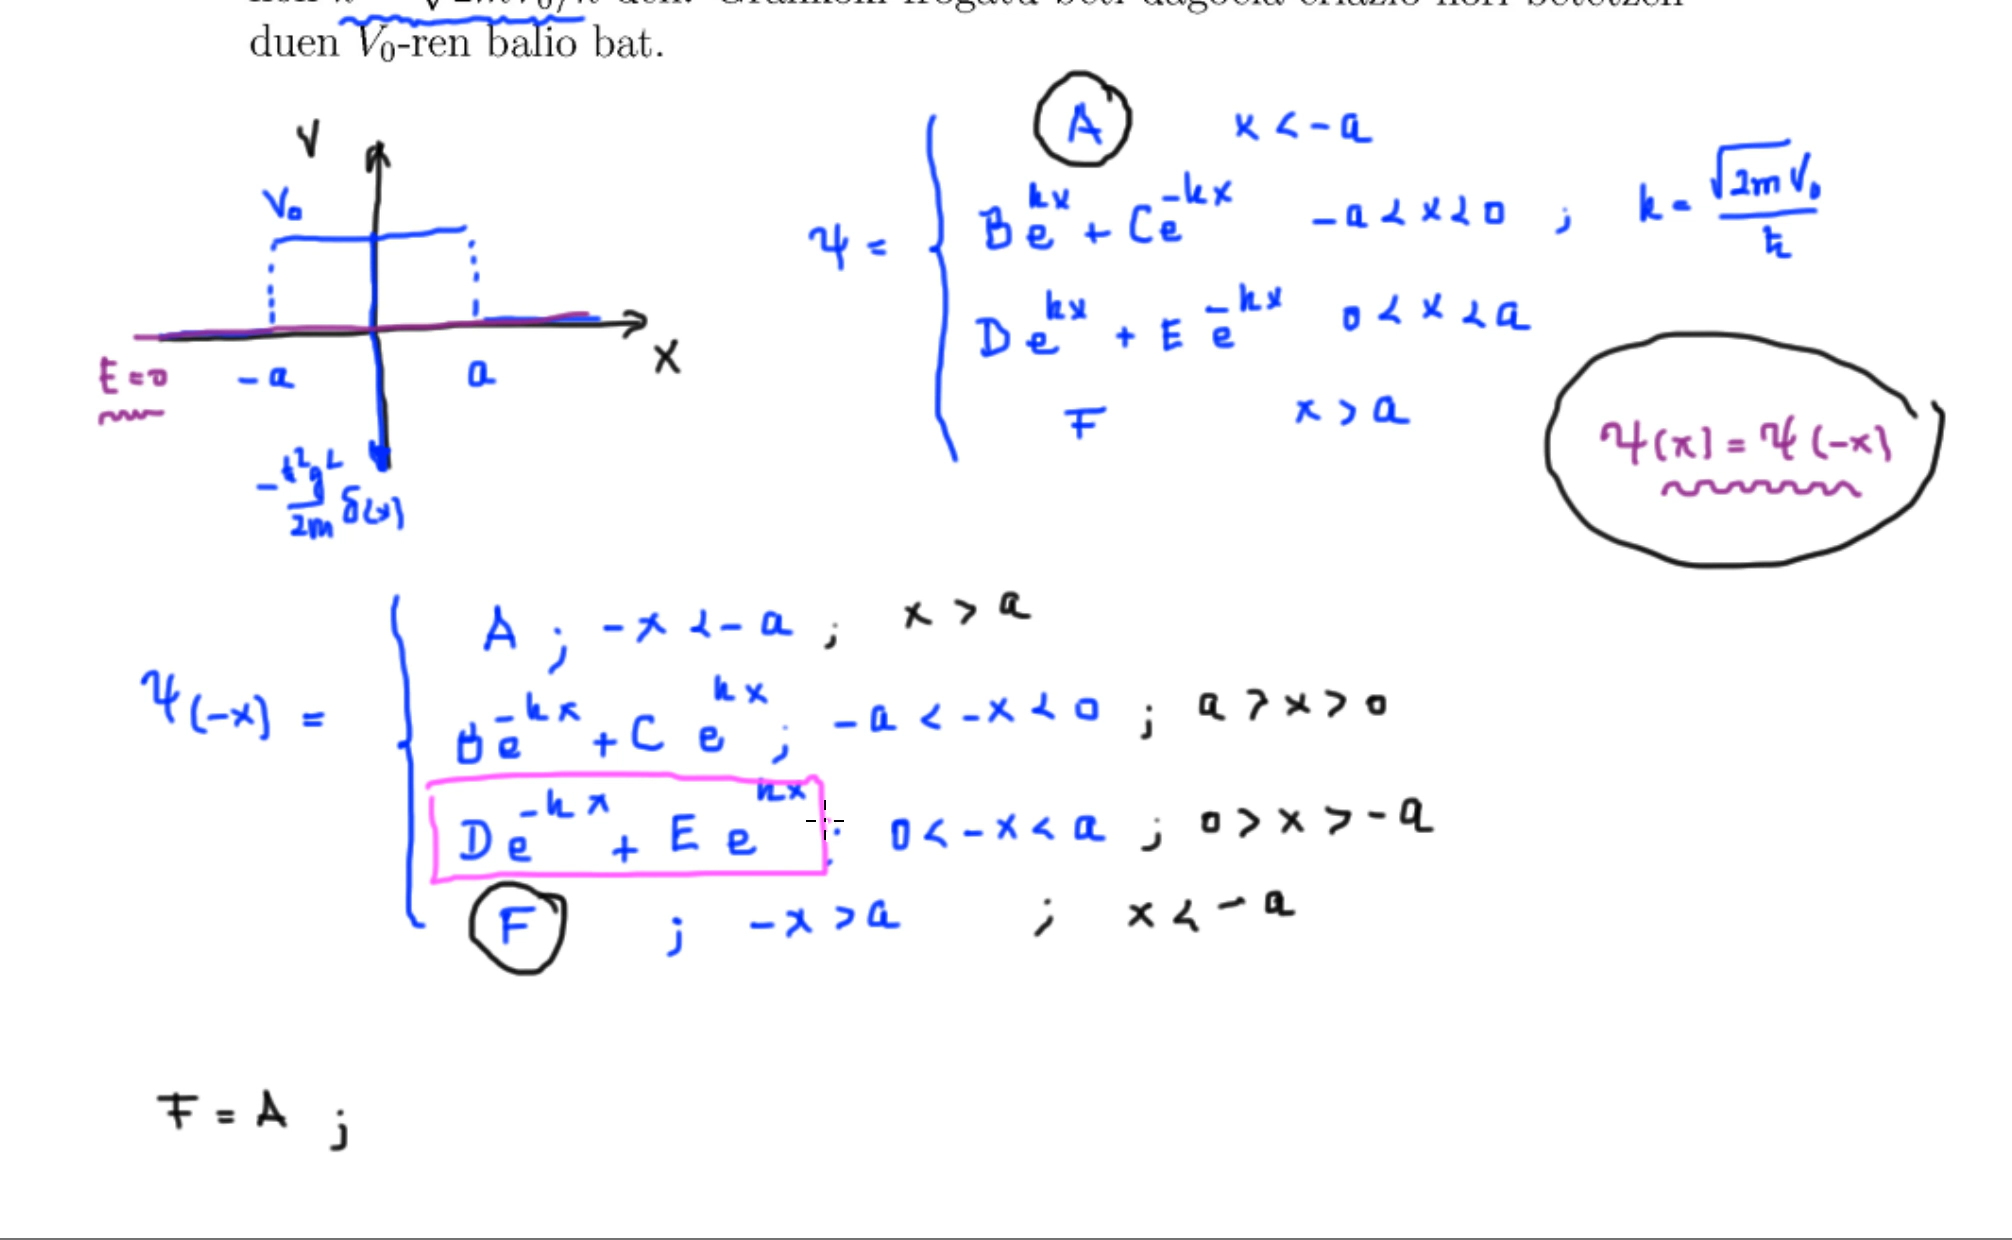 duen V₀-ren balio bat.
V
V₀
E=0
-a
a
X
-ħ²g²/2m δ(x)
ψ = { A x < -a
Be^{kx} + Ce^{-kx} -a < x < 0 ; k = √2mV₀/ħ
De^{kx} + Ee^{-kx} 0 < x < a
F x > a
ψ(x) = ψ(-x)
ψ(-x) = { A ; -x < -a ; x > a
Be^{-kx} + Ce^{kx} ; -a < -x < 0 ; a > x > 0
De^{-kx} + Ee^{kx} ; 0 < -x < a ; 0 > x > -a
F ; -x > a ; x < -a
F = A ;